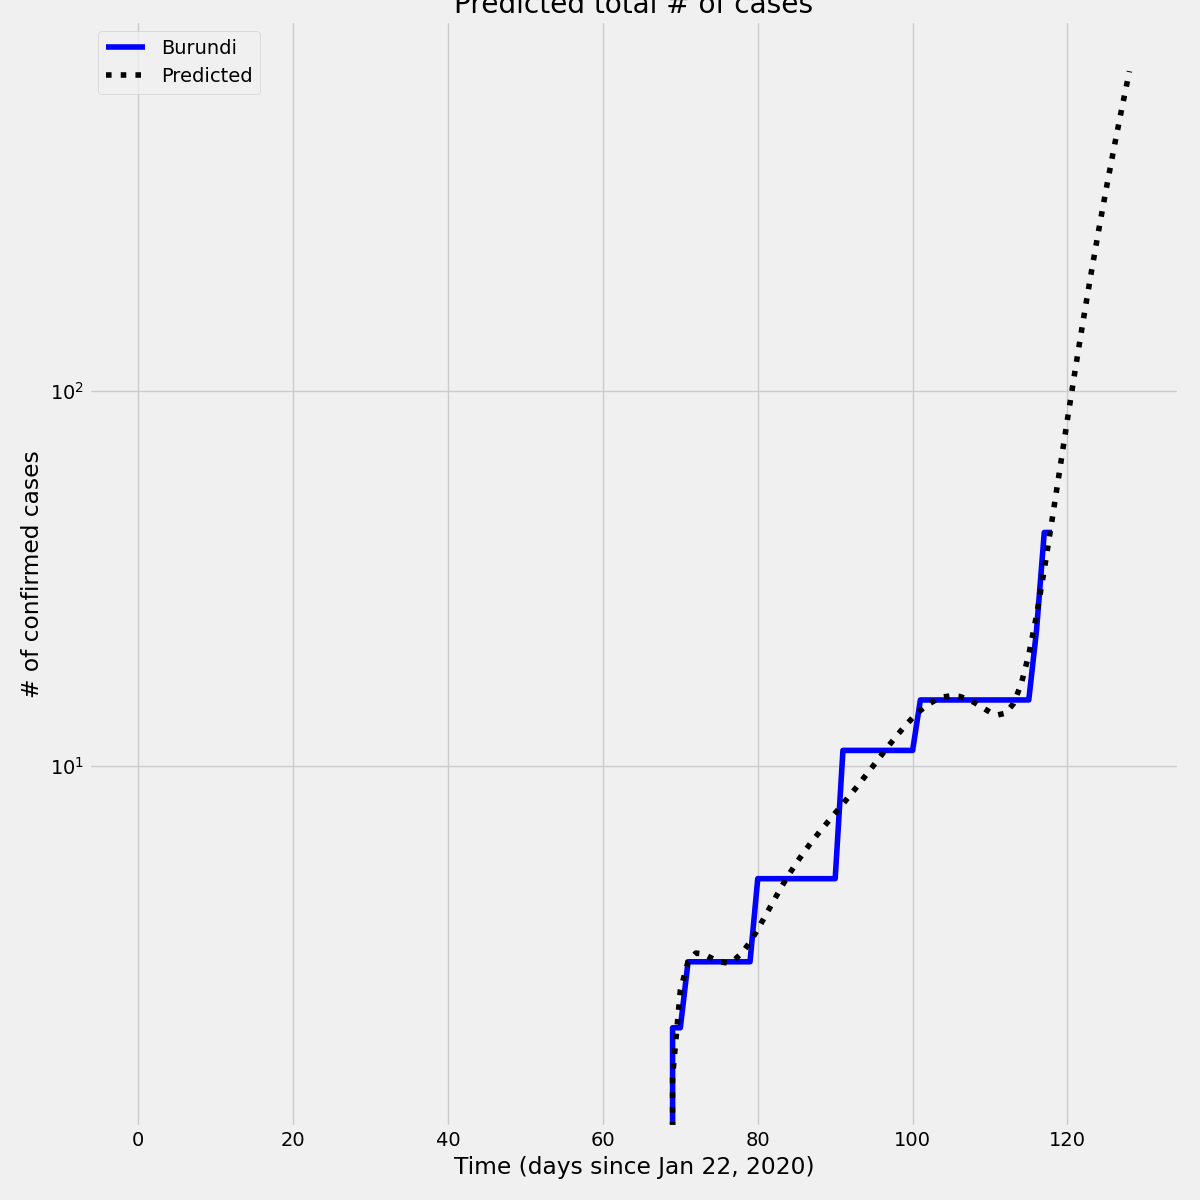 Predicted total # of cases
Burundi
Predicted
10²
10¹
# of confirmed cases
0 20 40 60 80 100 120
Time (days since Jan 22, 2020)